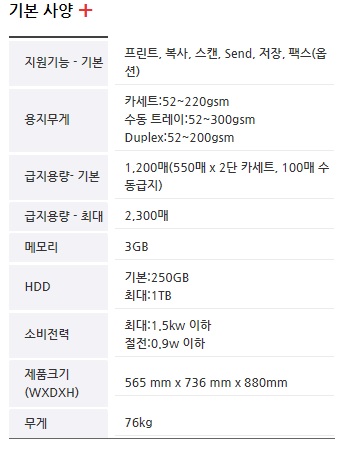 기본 사양 +
지원기능 - 기본
프린트, 복사, 스캔, Send, 저장, 팩스(옵
션)
용지무게
카세트:52~220gsm
수동 트레이:52~300gsm
Duplex:52~200gsm
급지용량- 기본
1,200매(550매 x 2단 카세트, 100매 수
동급지)
급지용량 - 최대
2,300매
메모리
3GB
HDD
기본:250GB
최대:1TB
소비전력
최대:1.5kw 이하
절전:0.9w 이하
제품크기
(WXDXH)
565 mm x 736 mm x 880mm
무게
76kg